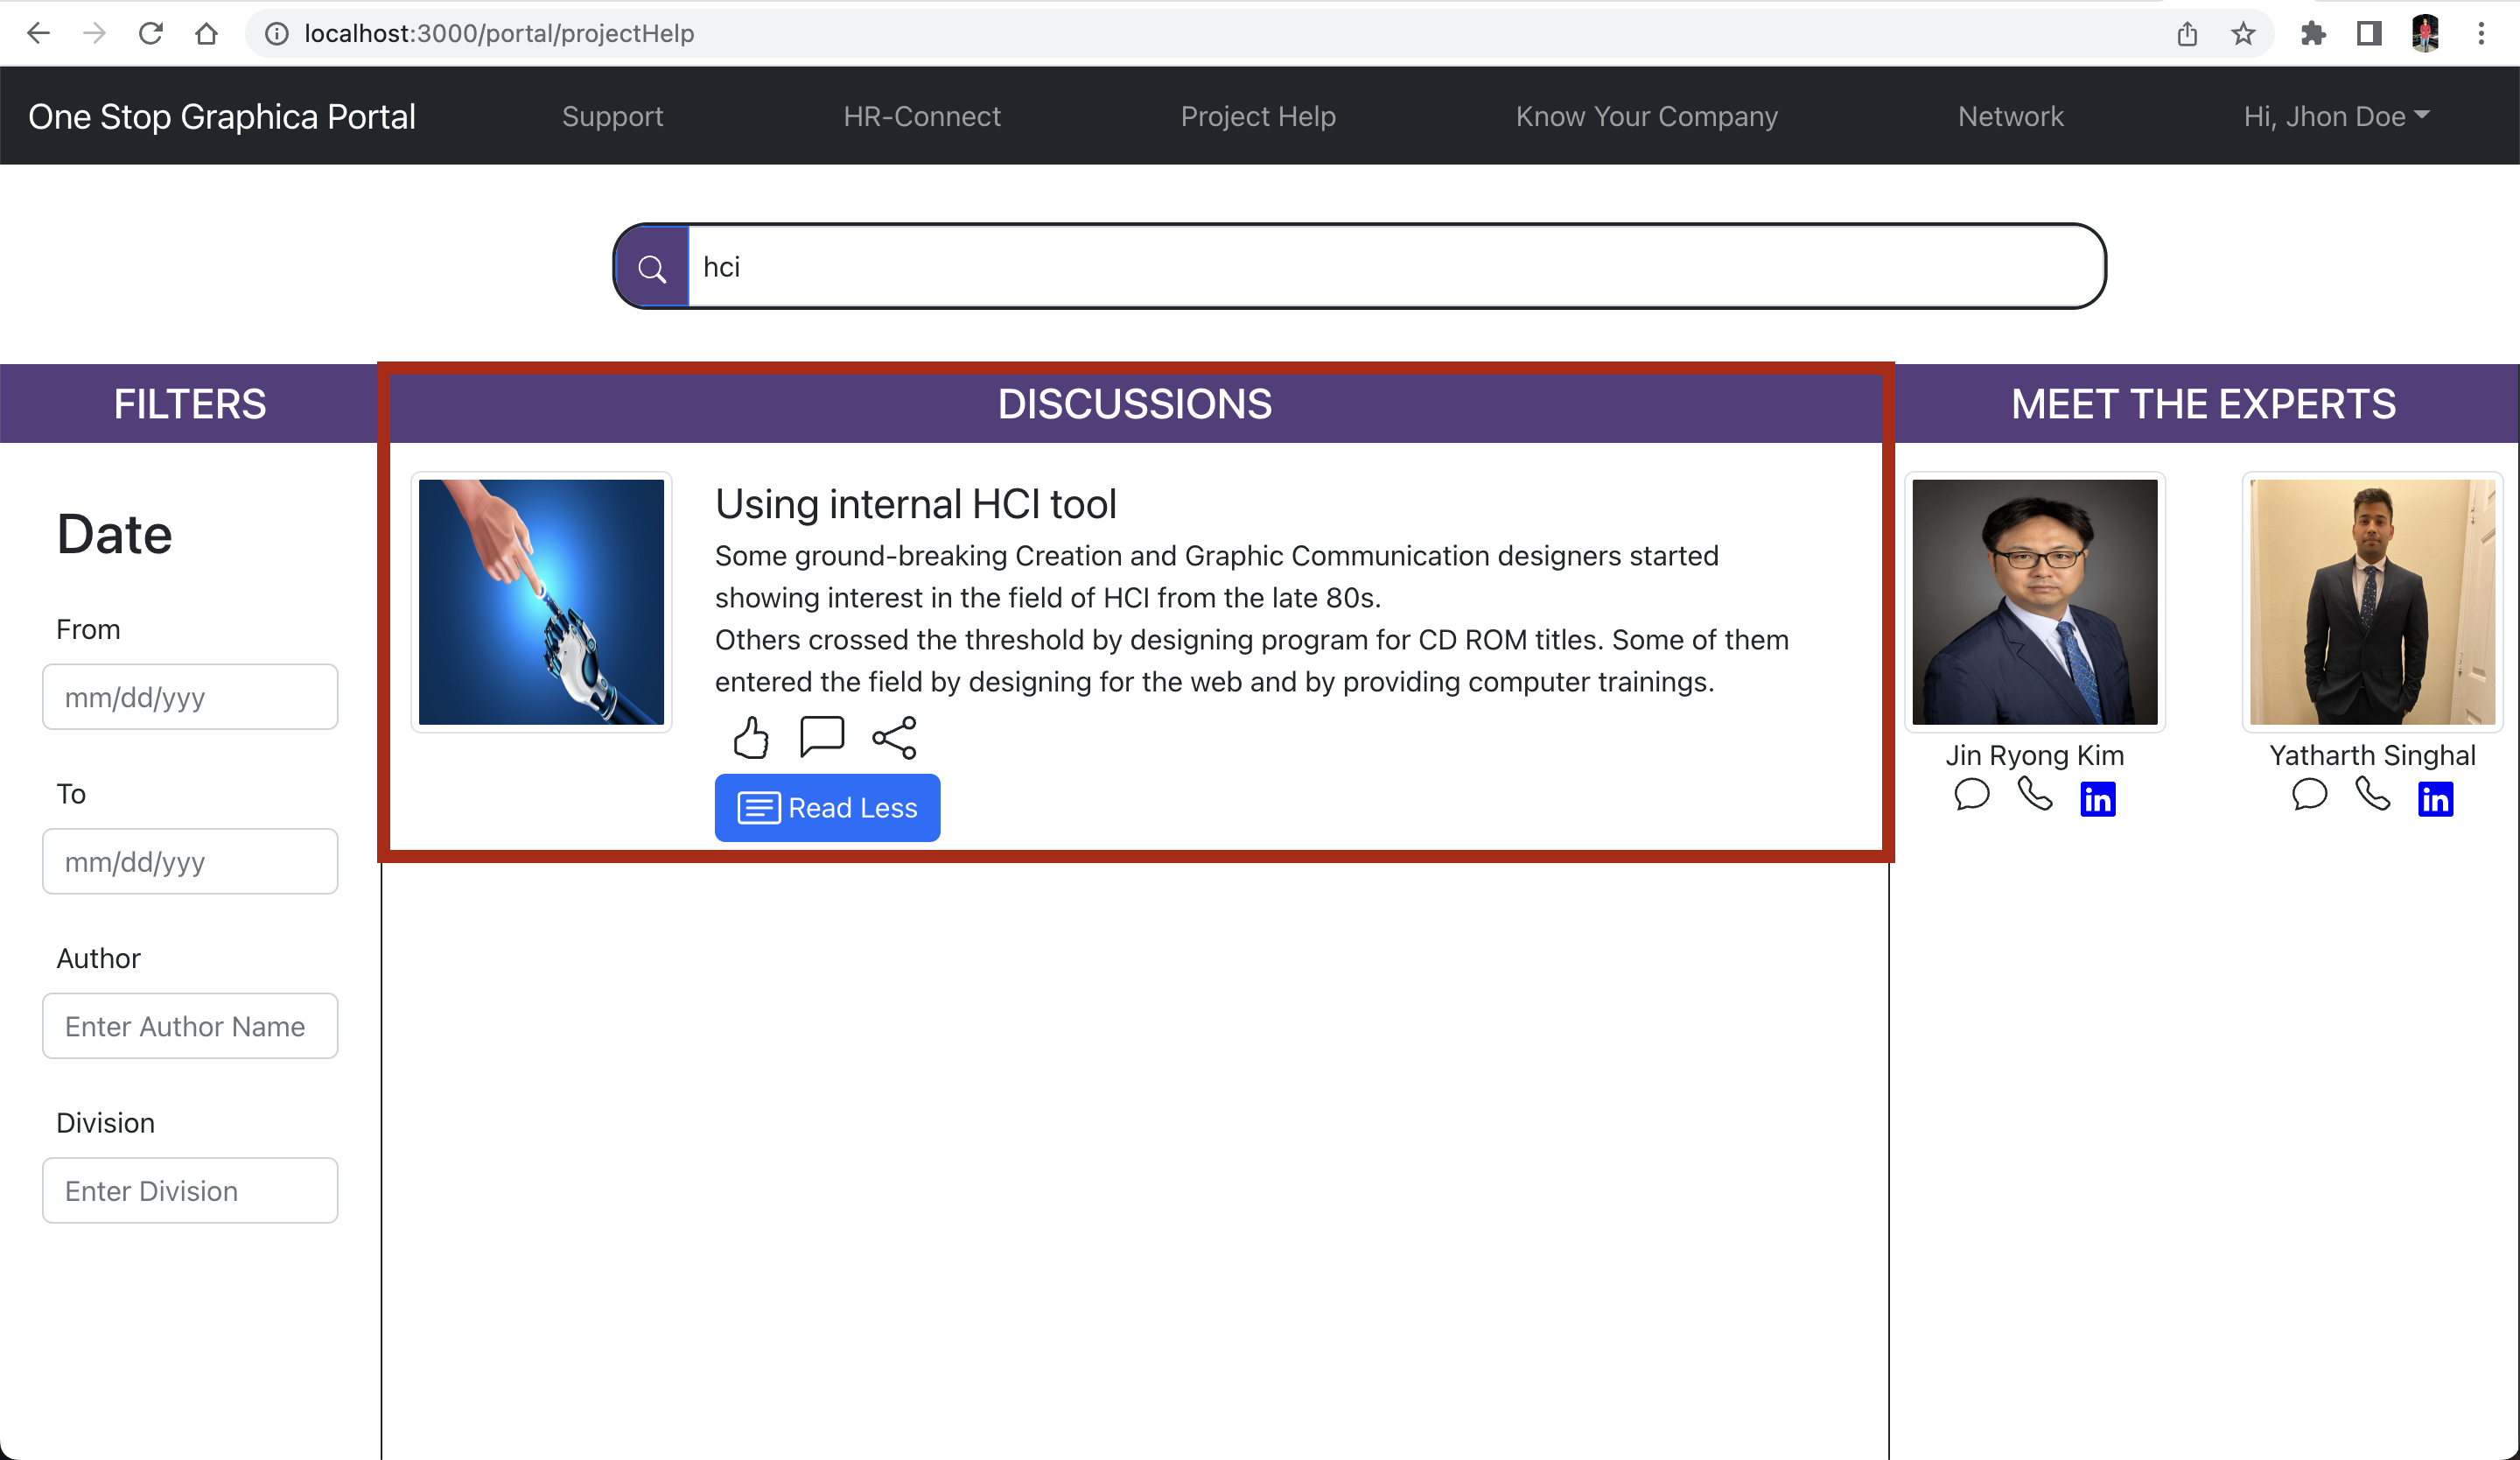 localhost:3000/portal/projectHelp
One Stop Graphica Portal Support HR-Connect Project Help Know Your Company Network Hi, Jhon Doe
hci
FILTERS
Date
From
mm/dd/yyy
To
mm/dd/yyy
Author
Enter Author Name
Division
Enter Division
DISCUSSIONS
Using internal HCI tool
Some ground-breaking Creation and Graphic Communication designers started
showing interest in the field of HCI from the late 80s.
Others crossed the threshold by designing program for CD ROM titles. Some of them
entered the field by designing for the web and by providing computer trainings.
Read Less
MEET THE EXPERTS
Jin Ryong Kim
in
Yatharth Singhal
in